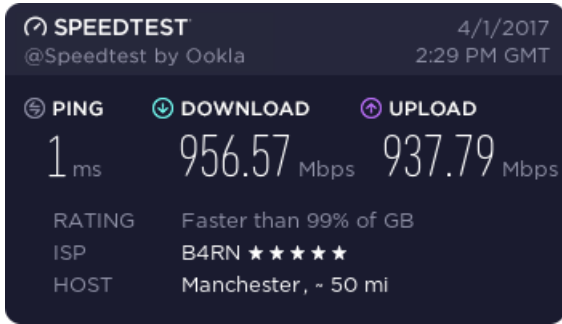 SPEEDTEST 4/1/2017
@Speedtest by Ookla 2:29 PM GMT
PING DOWNLOAD UPLOAD
1 ms 956.57 Mbps 937.79 Mbps
RATING Faster than 99% of GB
ISP B4RN ★★★★★
HOST Manchester, ~ 50 mi